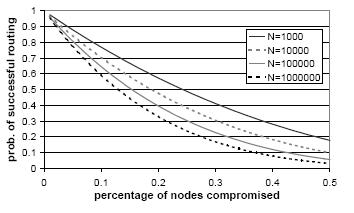 1
0.9
0.8
0.7
0.6
0.5
0.4
0.3
0.2
0.1
0
prob. of successful routing
N=1000
N=10000
N=100000
N=1000000
0 0.1 0.2 0.3 0.4 0.5
percentage of nodes compromised